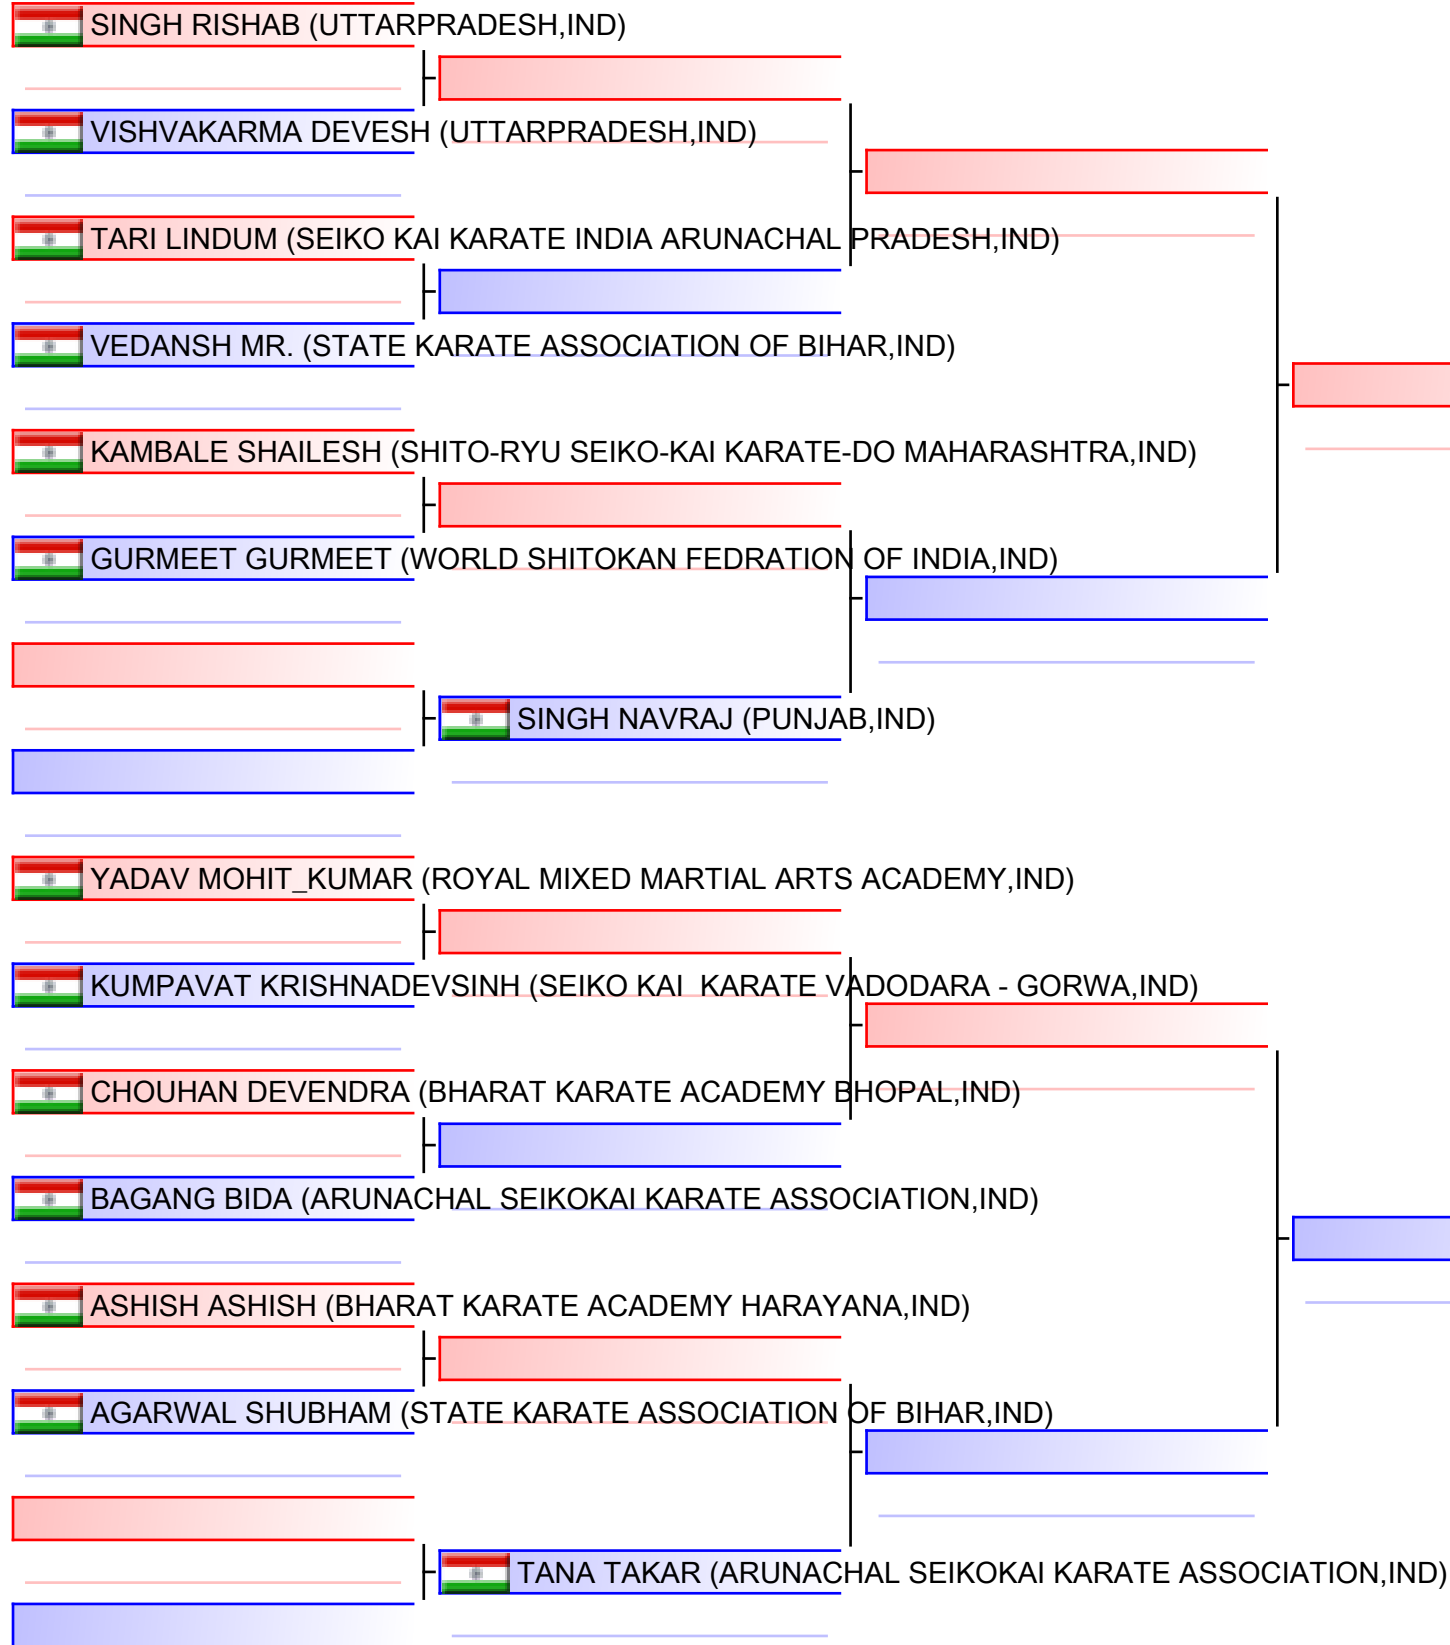 SINGH RISHAB (UTTARPRADESH,IND)
VISHVAKARMA DEVESH (UTTARPRADESH,IND)
TARI LINDUM (SEIKO KAI KARATE INDIA ARUNACHAL PRADESH,IND)
VEDANSH MR. (STATE KARATE ASSOCIATION OF BIHAR,IND)
KAMBALE SHAILESH (SHITO-RYU SEIKO-KAI KARATE-DO MAHARASHTRA,IND)
GURMEET GURMEET (WORLD SHITOKAN FEDRATION OF INDIA,IND)
SINGH NAVRAJ (PUNJAB,IND)
YADAV MOHIT_KUMAR (ROYAL MIXED MARTIAL ARTS ACADEMY,IND)
KUMPAVAT KRISHNADEVSINH (SEIKO KAI  KARATE VADODARA - GORWA,IND)
CHOUHAN DEVENDRA (BHARAT KARATE ACADEMY BHOPAL,IND)
BAGANG BIDA (ARUNACHAL SEIKOKAI KARATE ASSOCIATION,IND)
ASHISH ASHISH (BHARAT KARATE ACADEMY HARAYANA,IND)
AGARWAL SHUBHAM (STATE KARATE ASSOCIATION OF BIHAR,IND)
TANA TAKAR (ARUNACHAL SEIKOKAI KARATE ASSOCIATION,IND)